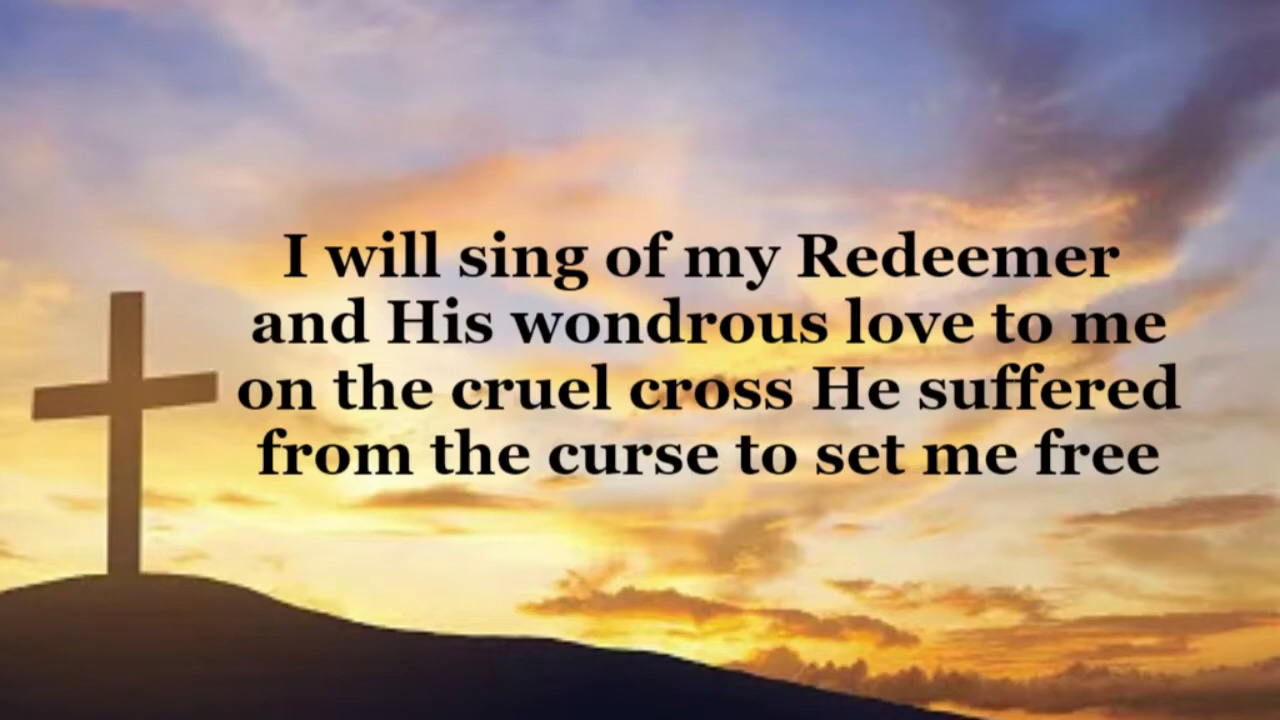 I will sing of my Redeemer
and His wondrous love to me
on the cruel cross He suffered
from the curse to set me free